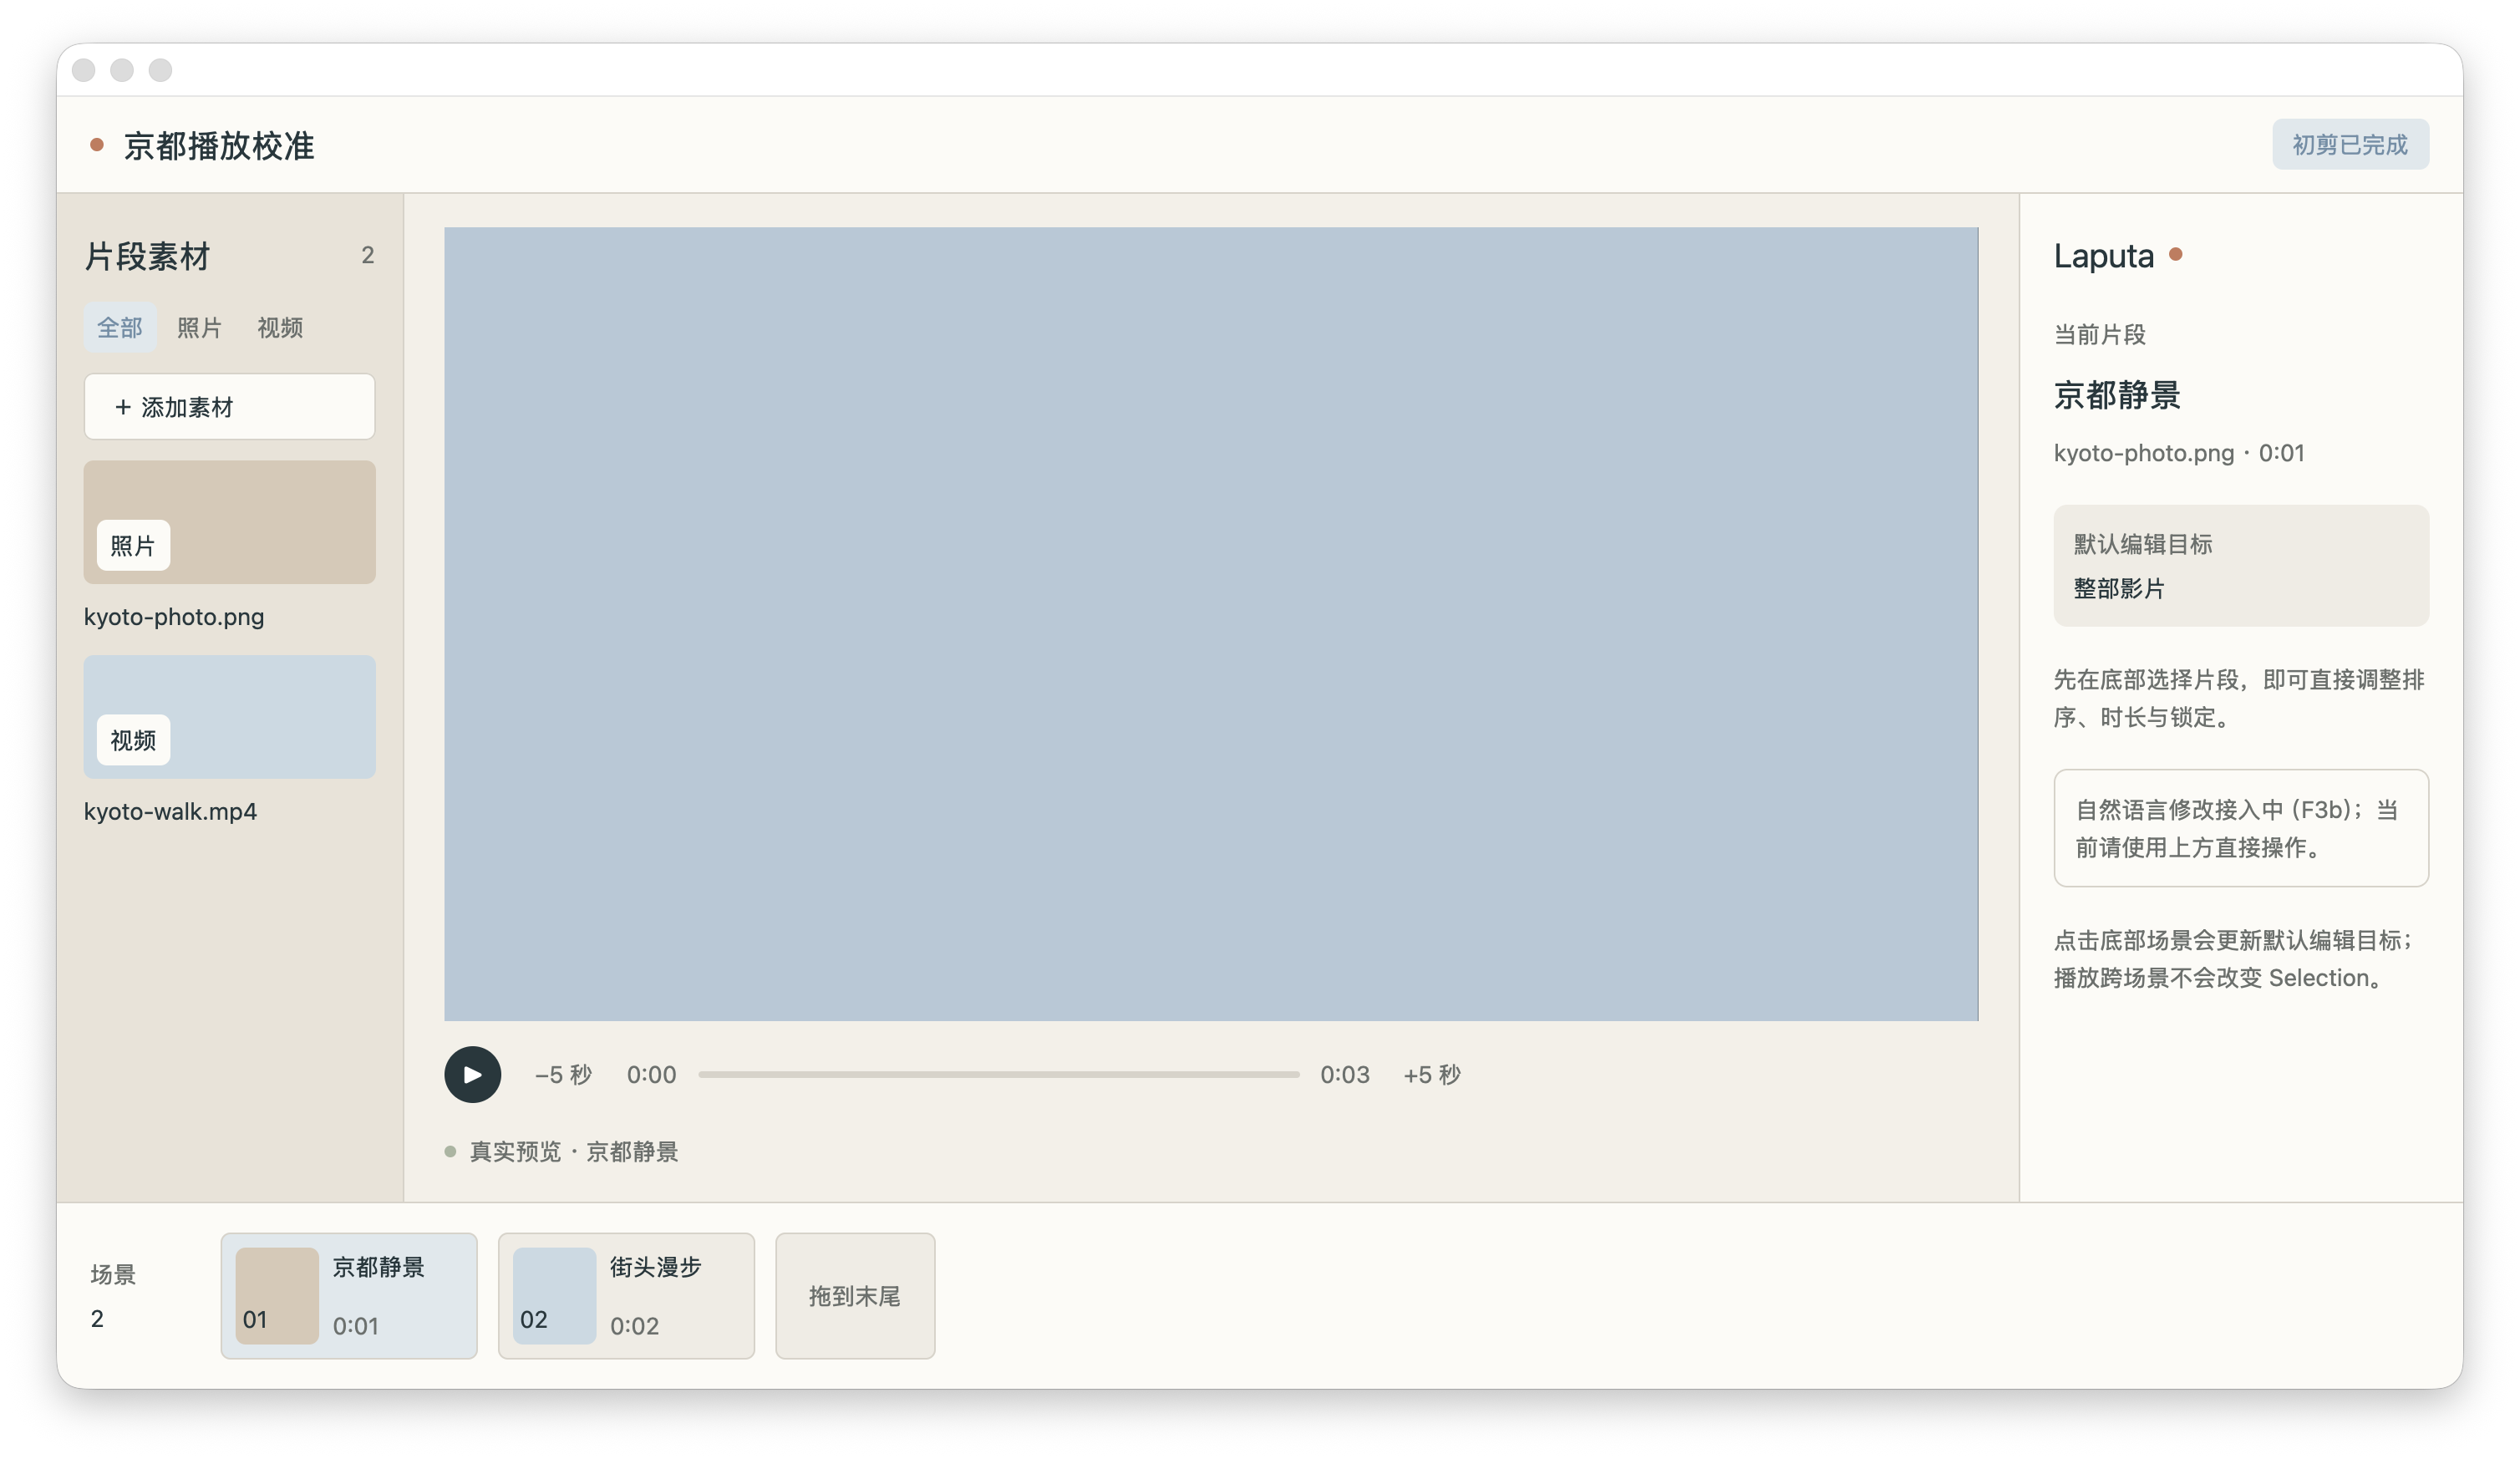 京都播放校准
初剪已完成
片段素材
2
全部
照片
视频
+ 添加素材
照片
kyoto-photo.png
视频
kyoto-walk.mp4
−5 秒
0:00
0:03
+5 秒
真实预览 · 京都静景
Laputa
当前片段
京都静景
kyoto-photo.png · 0:01
默认编辑目标
整部影片
先在底部选择片段，即可直接调整排
序、时长与锁定。
自然语言修改接入中 (F3b)；当
前请使用上方直接操作。
点击底部场景会更新默认编辑目标；
播放跨场景不会改变 Selection。
场景
2
01
京都静景
0:01
02
街头漫步
0:02
拖到末尾